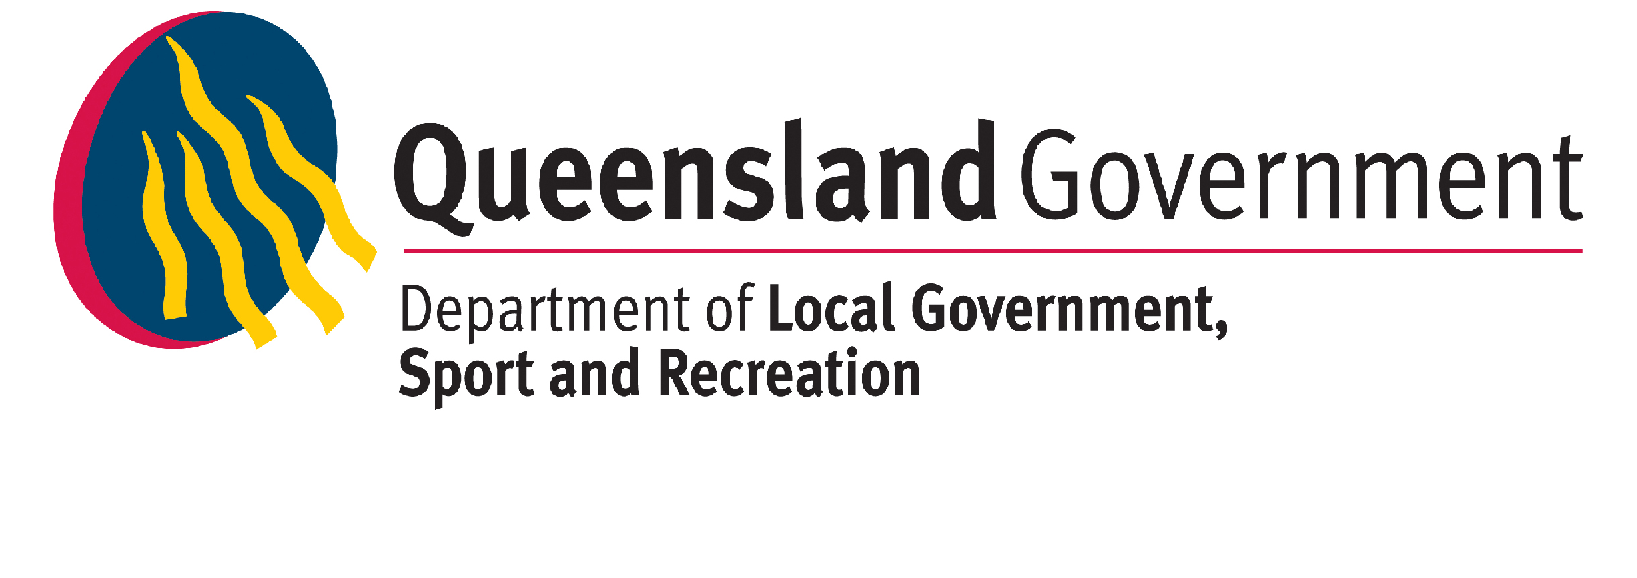 Queensland Government
Department of Local Government,
Sport and Recreation